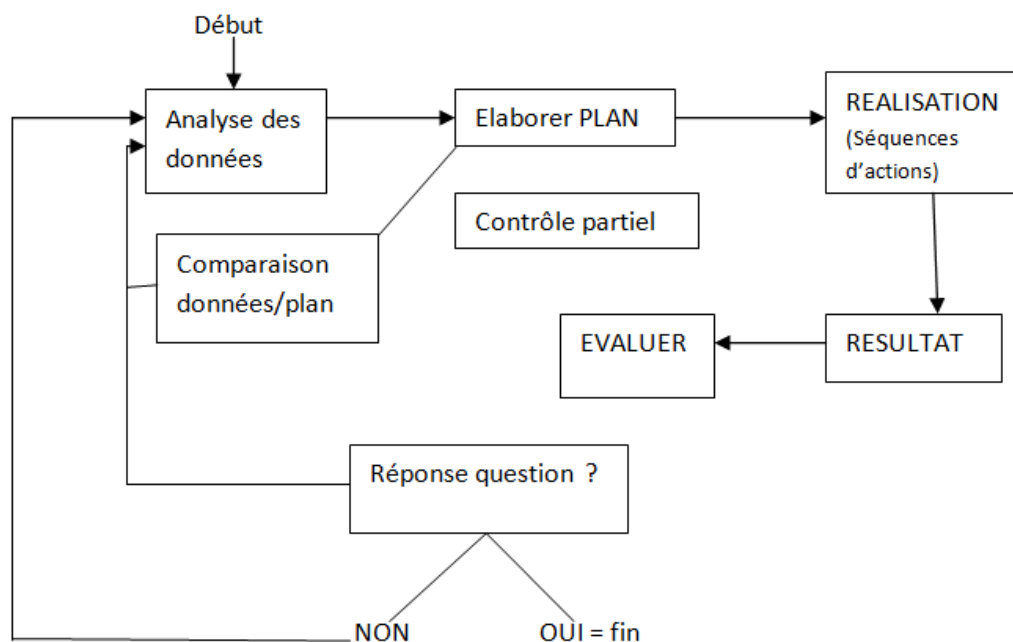 Début
Analyse des
données
Elaborer PLAN
REALISATION
(Séquences
d'actions)
Contrôle partiel
Comparaison
données/plan
EVALUER
RESULTAT
Réponse question ?
NON
OUI = fin